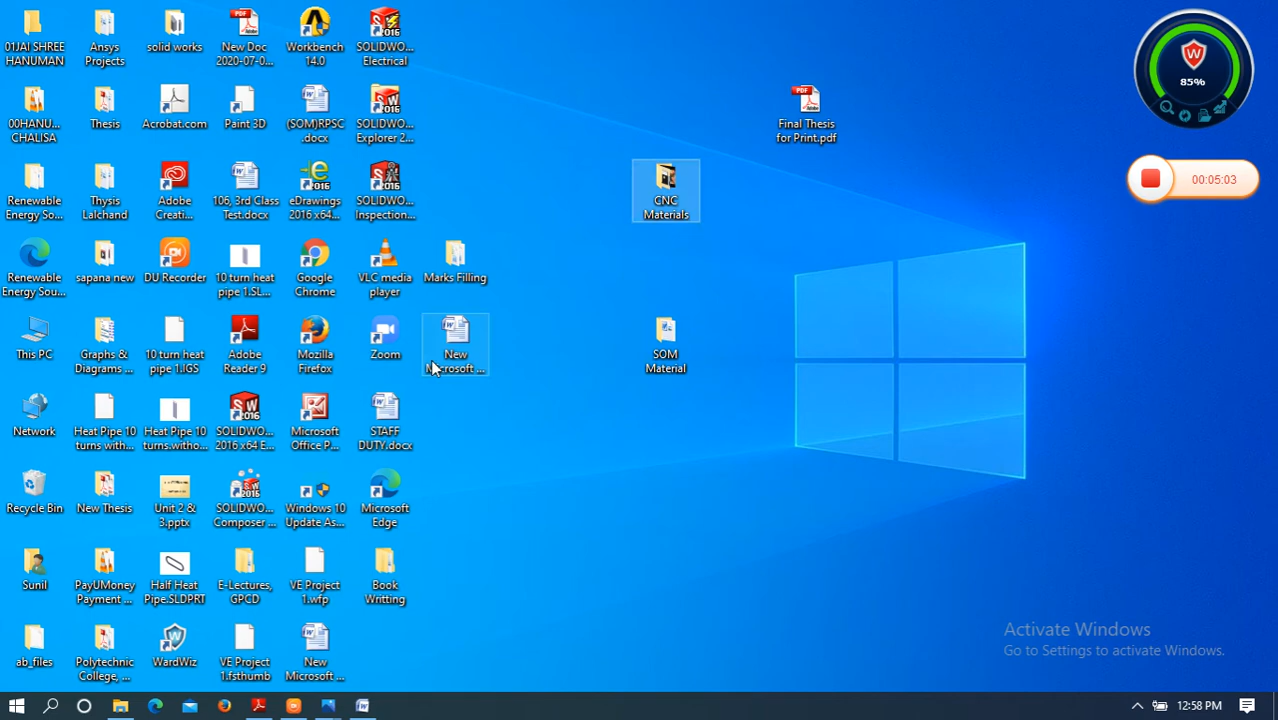 01JAI SHREE
HANUMAN
Ansys
Projects
solid works
New Doc
2020-07-0...
Workbench
14.0
SOLIDWO...
Electrical
00HANU...
CHALISA
Thesis
Acrobat.com
Paint 3D
(SOM)RPSC
.docx
SOLIDWO...
Explorer 2...
Renewable
Energy So...
Thysis
Lalchand
Adobe
Creati...
106, 3rd Class
Test.docx
eDrawings
2016 x64...
SOLIDWO...
Inspection...
Renewable
Energy Sou...
sapana new
DU Recorder
10 turn heat
pipe 1.SL...
Google
Chrome
VLC media
player
Marks Filling
This PC
Graphs &
Diagrams ...
10 turn heat
pipe 1.IGS
Adobe
Reader 9
Mozilla
Firefox
Zoom
New
Microsoft ...
Network
Heat Pipe 10
turns with...
Heat Pipe 10
turns.witho...
SOLIDWO...
2016 x64 E...
Microsoft
Office P...
STAFF
DUTY.docx
Recycle Bin
New Thesis
Unit 2 &
3.pptx
SOLIDWO...
Composer ...
Windows 10
Update As...
Microsoft
Edge
Sunil
PayUMoney
Payment ...
Half Heat
Pipe.SLDPRT
E-Lectures,
GPCD
VE Project
1.wfp
Book
Writting
ab_files
Polytechnic
College, ...
WardWiz
VE Project
1.fsthumb
New
Microsoft ...
CNC
Materials
SOM
Material
PDF
Final Thesis
for Print.pdf
W
85%
00:05:03
Activate Windows
Go to Settings to activate Windows.
12:58 PM